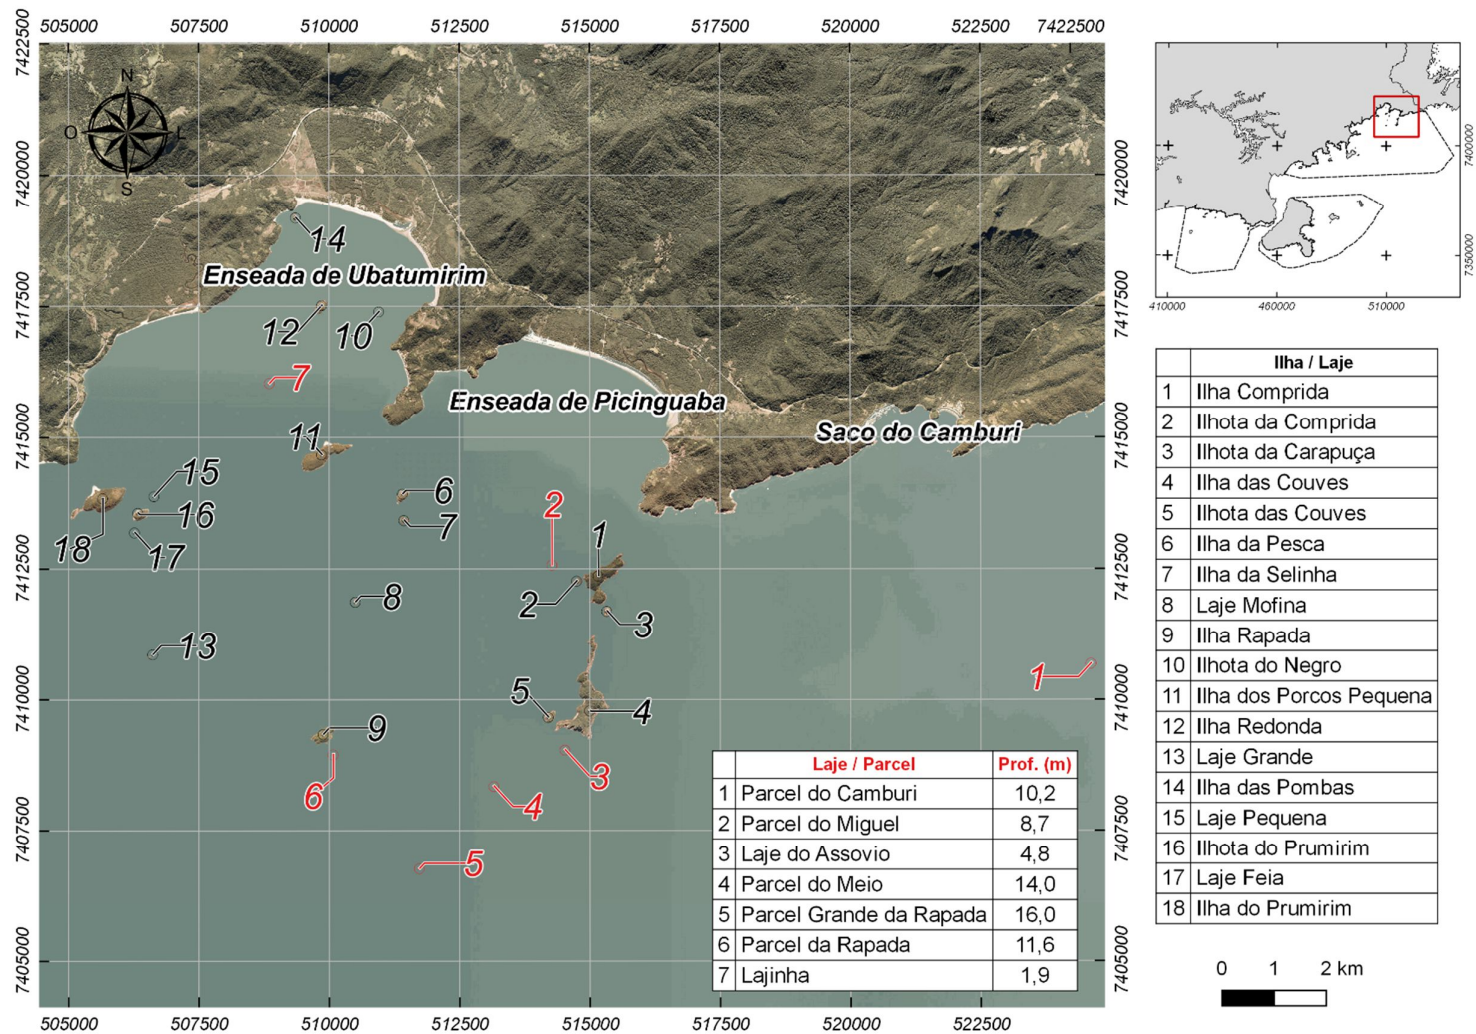 505000 507500 510000 512500 515000 517500 520000 522500 7422500
7422500
7420000
7417500
7415000
7412500
7410000
7407500
7405000
N
O L
S
14
Enseada de Ubatumirim
12 10
7
Enseada de Picinguaba
Saco do Camburi
11
15
6
2
16
7
1
18 17
8
2
3
13
1
5
4
9
3
6
4
5
Laje / Parcel Prof. (m)
1 Parcel do Camburi 10,2
2 Parcel do Miguel 8,7
3 Laje do Assovio 4,8
4 Parcel do Meio 14,0
5 Parcel Grande da Rapada 16,0
6 Parcel da Rapada 11,6
7 Lajinha 1,9
7420000
7417500
7415000
7412500
7410000
7407500
7405000
505000 507500 510000 512500 515000 517500 520000 522500
7400000
7350000
410000 460000 510000
Ilha / Laje
1 Ilha Comprida
2 Ilhota da Comprida
3 Ilhota da Carapuça
4 Ilha das Couves
5 Ilhota das Couves
6 Ilha da Pesca
7 Ilha da Selinha
8 Laje Mofina
9 Ilha Rapada
10 Ilhota do Negro
11 Ilha dos Porcos Pequena
12 Ilha Redonda
13 Laje Grande
14 Ilha das Pombas
15 Laje Pequena
16 Ilhota do Prumirim
17 Laje Feia
18 Ilha do Prumirim
0 1 2 km